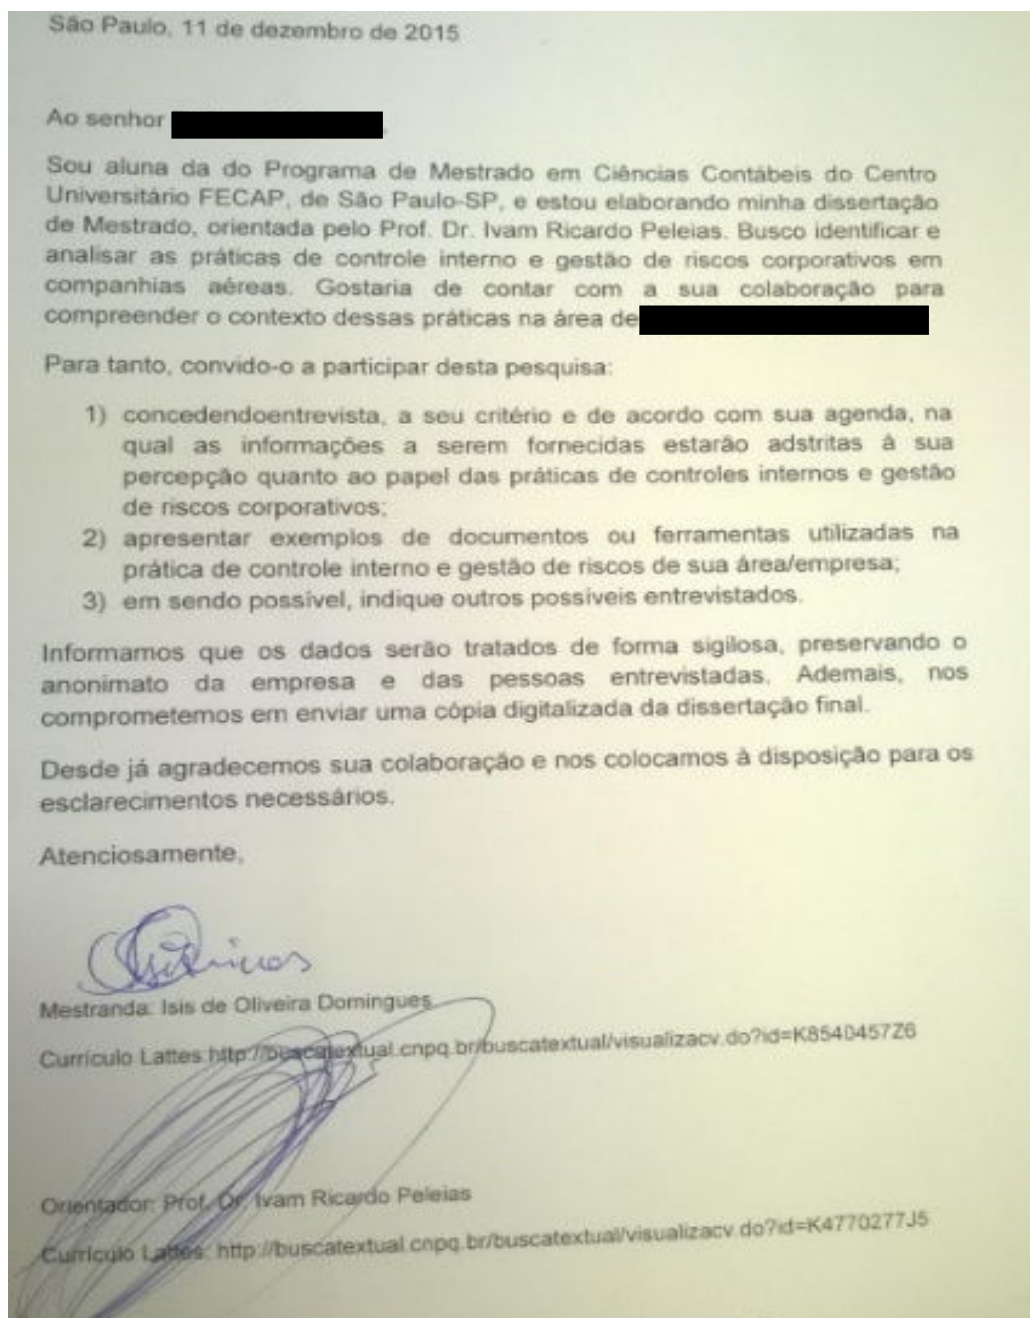 São Paulo, 11 de dezembro de 2015
Ao senhor
Sou aluna da do Programa de Mestrado em Ciências Contábeis do Centro
Universitário FECAP, de São Paulo-SP, e estou elaborando minha dissertação
de Mestrado, orientada pelo Prof. Dr. Ivam Ricardo Peleias. Busco identificar e
analisar as práticas de controle interno e gestão de riscos corporativos em
companhias aéreas. Gostaria de contar com a sua colaboração para
compreender o contexto dessas práticas na área de
Para tanto, convido-o a participar desta pesquisa:
1) concedendoentrevista, a seu critério e de acordo com sua agenda, na
qual as informações a serem fornecidas estarão adstritas à sua
percepção quanto ao papel das práticas de controles internos e gestão
de riscos corporativos;
2) apresentar exemplos de documentos ou ferramentas utilizadas na
prática de controle interno e gestão de riscos de sua área/empresa;
3) em sendo possível, indique outros possíveis entrevistados.
Informamos que os dados serão tratados de forma sigilosa, preservando o
anonimato da empresa e das pessoas entrevistadas. Ademais, nos
comprometemos em enviar uma cópia digitalizada da dissertação final.
Desde já agradecemos sua colaboração e nos colocamos à disposição para os
esclarecimentos necessários.
Atenciosamente,
Mestranda: Isis de Oliveira Domingues
Currículo Lattes:http://buscatextual.cnpq.br/buscatextual/visualizacv.do?id=K8540457Z6
Orientador: Prof. Dr. Ivam Ricardo Peleias
Currículo Lattes: http://buscatextual.cnpq.br/buscatextual/visualizacv.do?id=K4770277J5